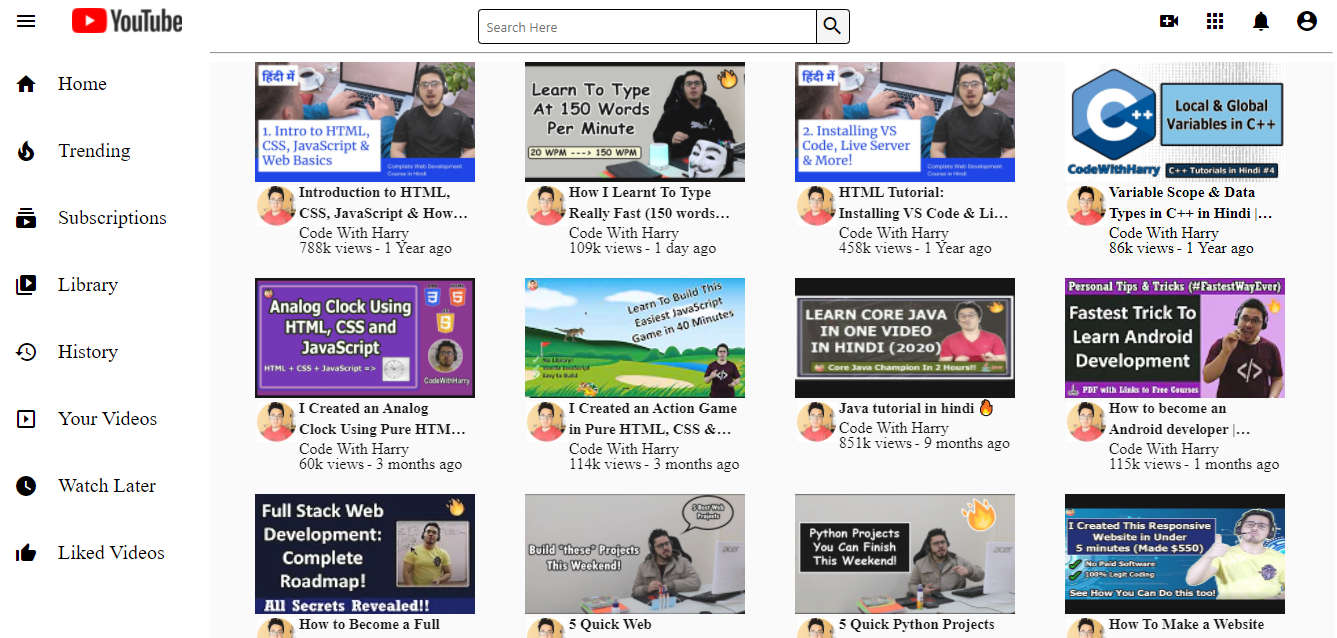 YouTube
Search Here
Home
Trending
Subscriptions
Library
History
Your Videos
Watch Later
Liked Videos
हिंदी में
1. Intro to HTML,
CSS, JavaScript &
Web Basics
Complete Web Development
Course in Hindi
Introduction to HTML,
CSS, JavaScript & How…
Code With Harry
788k views - 1 Year ago
Learn To Type
At 150 Words
Per Minute
20 WPM ---> 150 WPM
How I Learnt To Type
Really Fast (150 words…
Code With Harry
109k views - 1 day ago
हिंदी में
2. Installing VS
Code, Live Server
& More!
Complete Web Development
Course in Hindi
HTML Tutorial:
Installing VS Code & Li…
Code With Harry
458k views - 1 Year ago
C++
Local & Global
Variables in C++
CodeWithHarry
C++ Tutorials in Hindi #4
Variable Scope & Data
Types in C++ in Hindi |…
Code With Harry
86k views - 1 Year ago
Analog Clock Using
HTML, CSS and
JavaScript
HTML + CSS + JavaScript =>
CodeWithHarry
I Created an Analog
Clock Using Pure HTM…
Code With Harry
60k views - 3 months ago
Learn To Build This
Easiest JavaScript
Game in 40 Minutes
No Library!
Vanilla JavaScript
Easy to Build
I Created an Action Game
in Pure HTML, CSS &…
Code With Harry
114k views - 3 months ago
LEARN CORE JAVA
IN ONE VIDEO
IN HINDI (2020)
Core Java Champion In 2 Hours!!
Java tutorial in hindi 🔥
Code With Harry
851k views - 9 months ago
Personal Tips & Tricks (#FastestWayEver)
Fastest Trick To
Learn Android
Development
</>
PDF with Links to Free Courses
How to become an
Android developer |…
Code With Harry
115k views - 1 months ago
Full Stack Web
Development:
Complete
Roadmap!
All Secrets Revealed!!
How to Become a Full
5 Best Web
Projects
Build "these" Projects
This Weekend!
acer
5 Quick Web
Python Projects
You Can Finish
This Weekend!
acer
5 Quick Python Projects
I Created This Responsive
Website in Under
5 minutes (Made $550)
No Paid Software
100% Legit Coding
See How You Can Do this too!
How To Make a Website